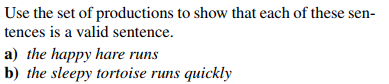 Use the set of productions to show that each of these sen-
tences is a valid sentence.
a) the happy hare runs
b) the sleepy tortoise runs quickly